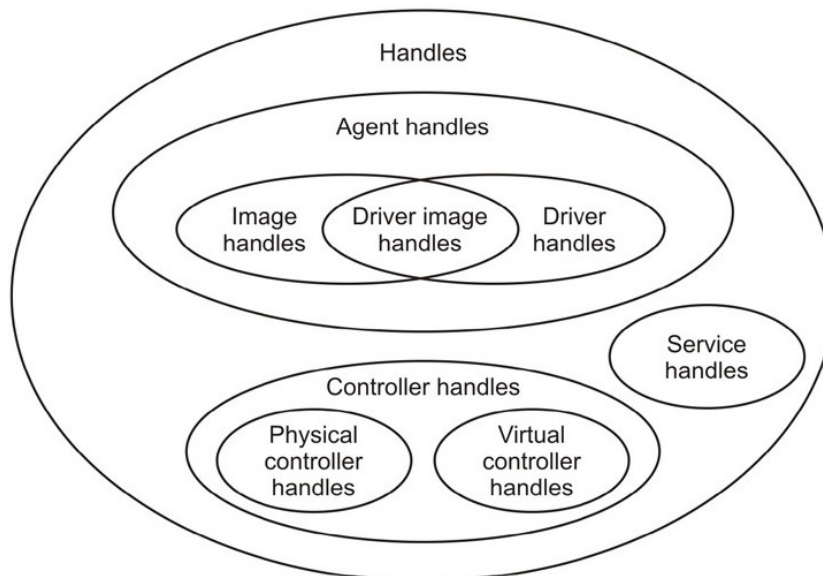 Handles
Agent handles
Image
handles
Driver image
handles
Driver
handles
Service
handles
Controller handles
Physical
controller
handles
Virtual
controller
handles